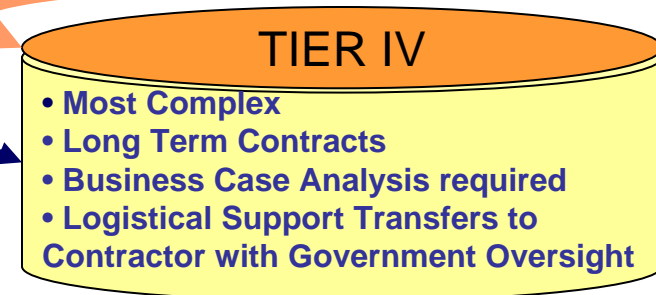 TIER IV
• Most Complex
• Long Term Contracts
• Business Case Analysis required
• Logistical Support Transfers to
Contractor with Government Oversight